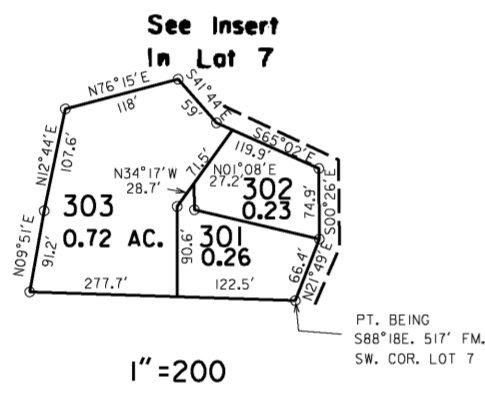 See Insert
In Lot 7
N76°15'E
118'
S41°44'E
59'
N12°44'E
107.6'
S65°02'E
119.9'
71.5'
N34°17'W
28.7'
N01°08'E
27.2'
302
0.23
74.9'
S00°26'E
303
0.72 AC.
301
0.26
N09°51'E
91.2'
90.6'
66.4'
N21°49'E
277.7'
122.5'
PT. BEING
S88°18E. 517' FM.
SW. COR. LOT 7
1"=200